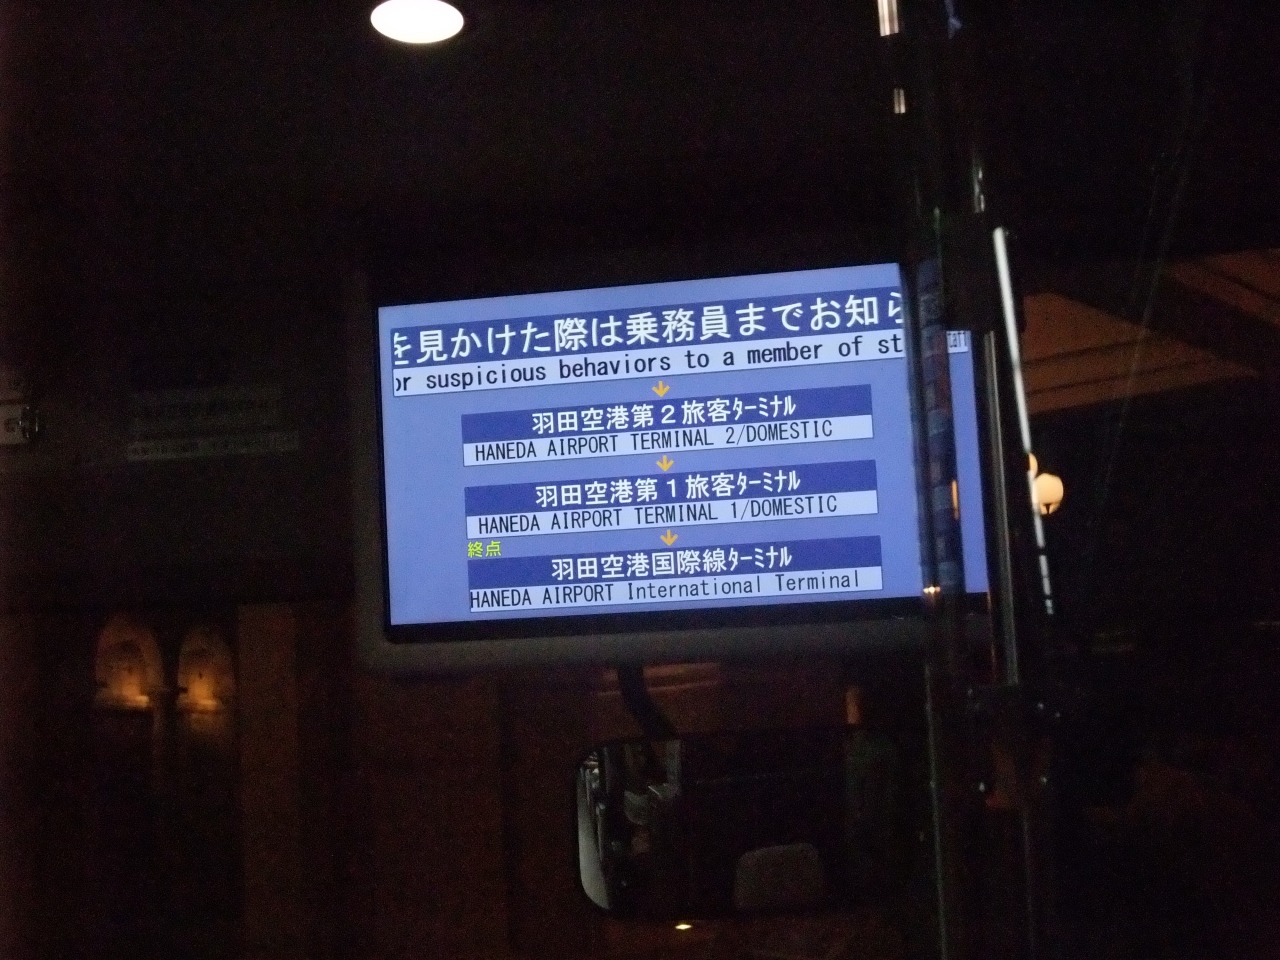 を見かけた際は乗務員までお知ら
or suspicious behaviors to a member of staff
羽田空港第２旅客ﾀｰﾐﾅﾙ
HANEDA AIRPORT TERMINAL 2/DOMESTIC
羽田空港第１旅客ﾀｰﾐﾅﾙ
HANEDA AIRPORT TERMINAL 1/DOMESTIC
終点
羽田空港国際線ﾀｰﾐﾅﾙ
HANEDA AIRPORT International Terminal